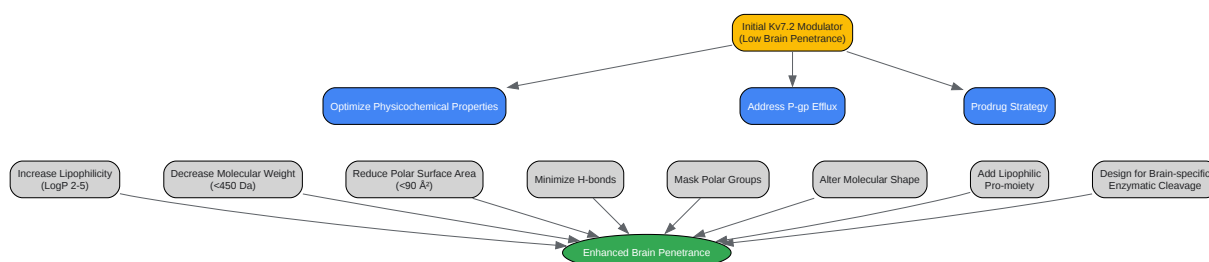 Initial Kv7.2 Modulator
(Low Brain Penetrance)
Optimize Physicochemical Properties
Address P-gp Efflux
Prodrug Strategy
Increase Lipophilicity
(LogP 2-5)
Decrease Molecular Weight
(<450 Da)
Reduce Polar Surface Area
(<90 Å²)
Minimize H-bonds
Mask Polar Groups
Alter Molecular Shape
Add Lipophilic
Pro-moiety
Design for Brain-specific
Enzymatic Cleavage
Enhanced Brain Penetrance